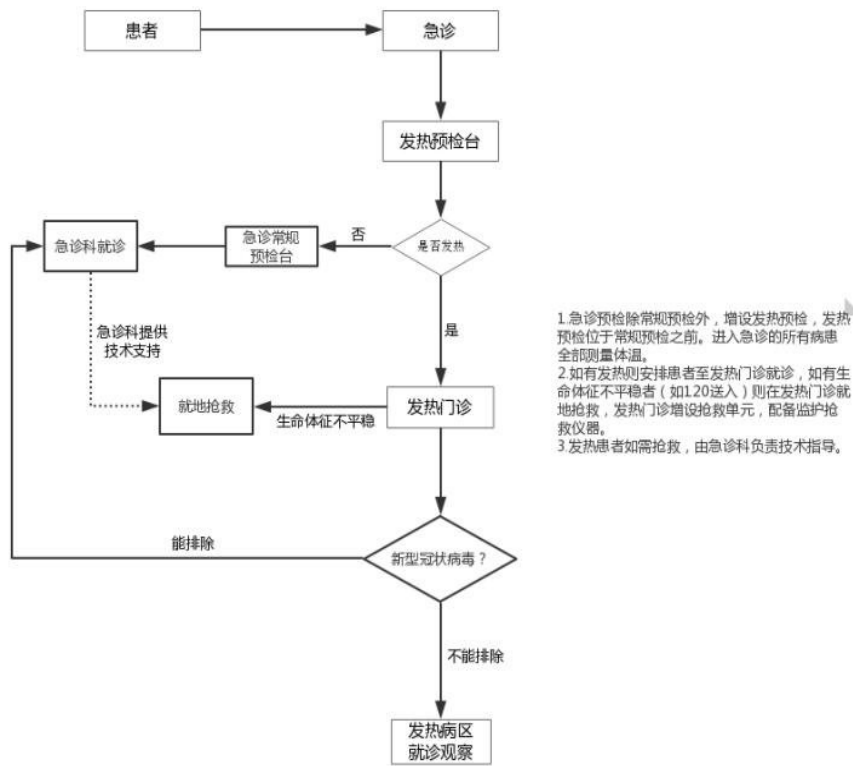 患者
急诊
发热预检台
是否发热
否
急诊常规
预检台
急诊科就诊
急诊科提供
技术支持
是
就地抢救
生命体征不平稳
发热门诊
能排除
新型冠状病毒？
不能排除
发热病区
就诊观察
1.急诊预检除常规预检外，增设发热预检，发热
预检位于常规预检之前。进入急诊的所有病患
全部测量体温。
2.如有发热则安排患者至发热门诊就诊，如有生
命体征不平稳者（如120送入）则在发热门诊就
地抢救，发热门诊增设抢救单元，配备监护抢
救仪器。
3.发热患者如需抢救，由急诊科负责技术指导。